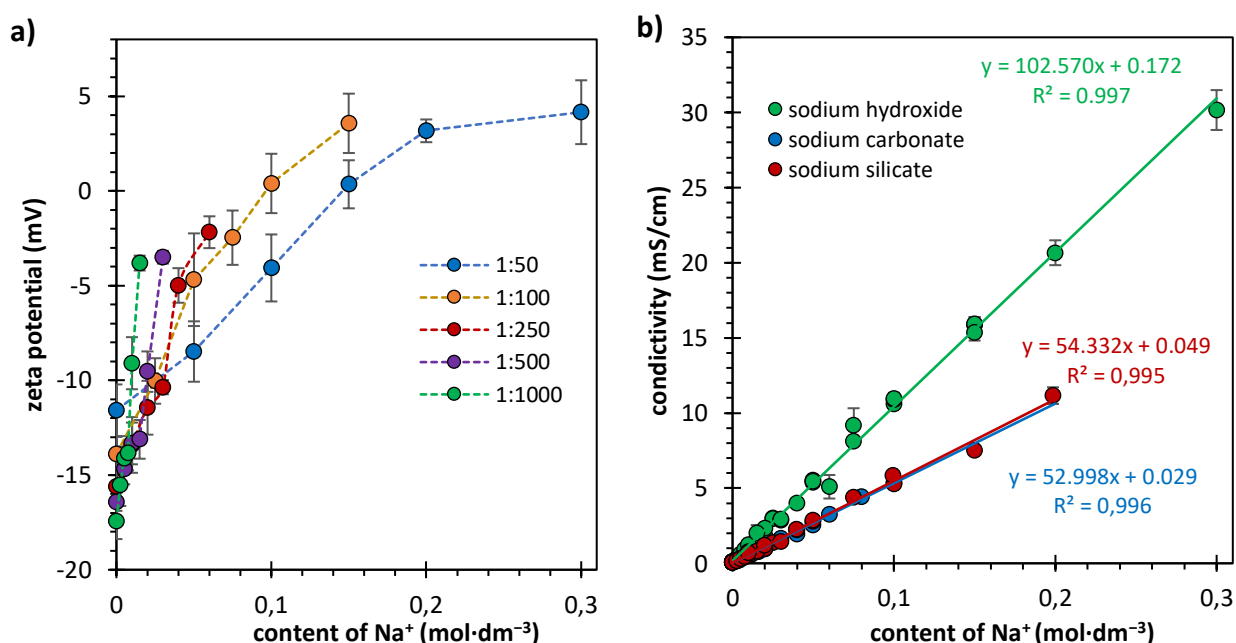 a)
zeta potential (mV)
5
0
-5
-10
-15
-20
0
0,1
0,2
0,3
content of Na⁺ (mol·dm⁻³)
1:50
1:100
1:250
1:500
1:1000
b)
condictivity (mS/cm)
35
30
25
20
15
10
5
0
0
0,1
0,2
0,3
content of Na⁺ (mol·dm⁻³)
y = 102.570x + 0.172
R² = 0.997
sodium hydroxide
sodium carbonate
sodium silicate
y = 54.332x + 0.049
R² = 0,995
y = 52.998x + 0.029
R² = 0,996